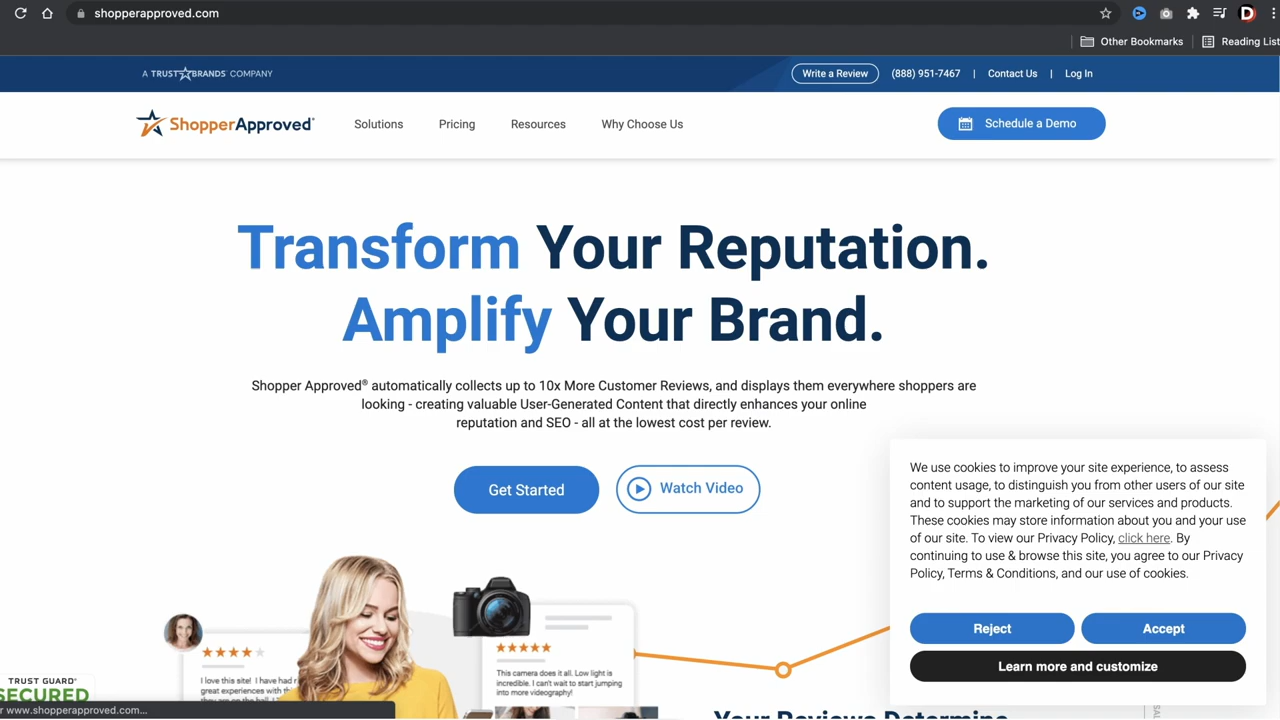 shopperapproved.com
Other Bookmarks
Reading List
A TRUST BRANDS COMPANY
Write a Review
(888) 951-7467 | Contact Us | Log In
ShopperApproved®
Solutions
Pricing
Resources
Why Choose Us
Schedule a Demo
Transform Your Reputation.
Amplify Your Brand.
Shopper Approved® automatically collects up to 10x More Customer Reviews, and displays them everywhere shoppers are
looking - creating valuable User-Generated Content that directly enhances your online
reputation and SEO - all at the lowest cost per review.
Get Started
Watch Video
We use cookies to improve your site experience, to assess
content usage, to distinguish you from other users of our site
and to support the marketing of our services and products.
These cookies may store information about you and your use
of our site. To view our Privacy Policy, click here. By
continuing to use & browse this site, you agree to our Privacy
Policy, Terms & Conditions, and our use of cookies.
Reject
Accept
Learn more and customize
I love this site! I have
great experiences with
This camera does it all. Low light is
incredible. I can't wait to start jumping
into more videography!
TRUST GUARD®
SECURED
r www.shopperapproved.com...
Your Reviews Determine